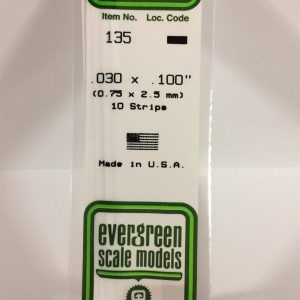 Item No. Loc. Code
135
.030 x .100"
(0.75 x 2.5 mm)
10 Strips
Made in U.S.A.
evergreen
scale models